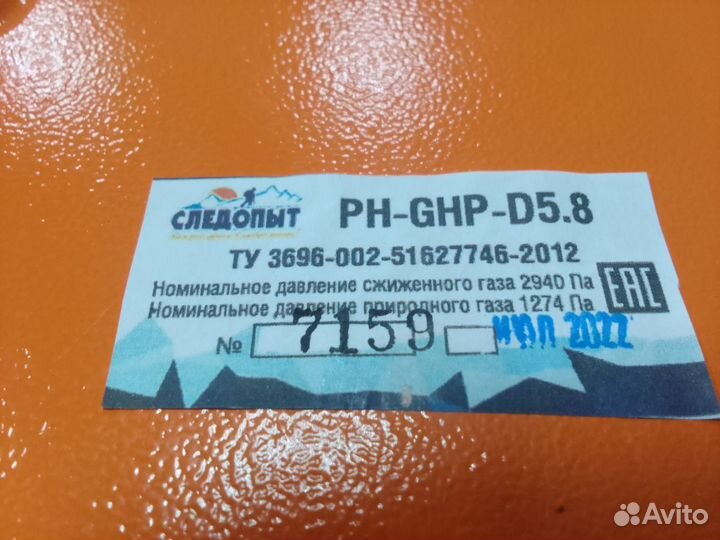 СЛЕДОПЫТ
PH-GHP-D5.8
ТУ 3696-002-51627746-2012
Номинальное давление сжиженного газа 2940 Па
Номинальное давление природного газа 1274 Па
EAC
№ 7159 ИЮЛ 2022
Avito